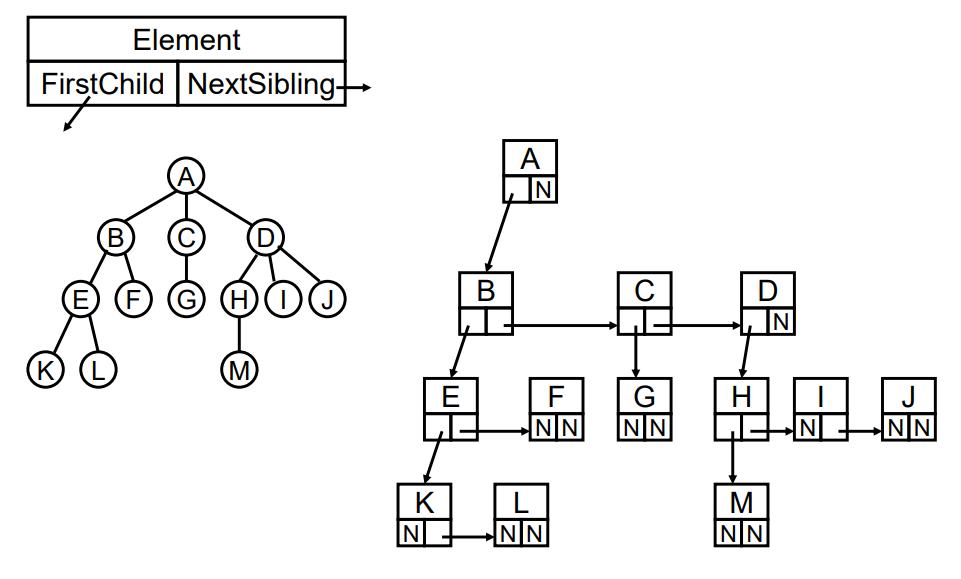 Element
FirstChild NextSibling
A
B C D
E F G H I J
K L M
A
N
B C D
N
E F G H I J
N N N N N N N
K L M
N N N N N